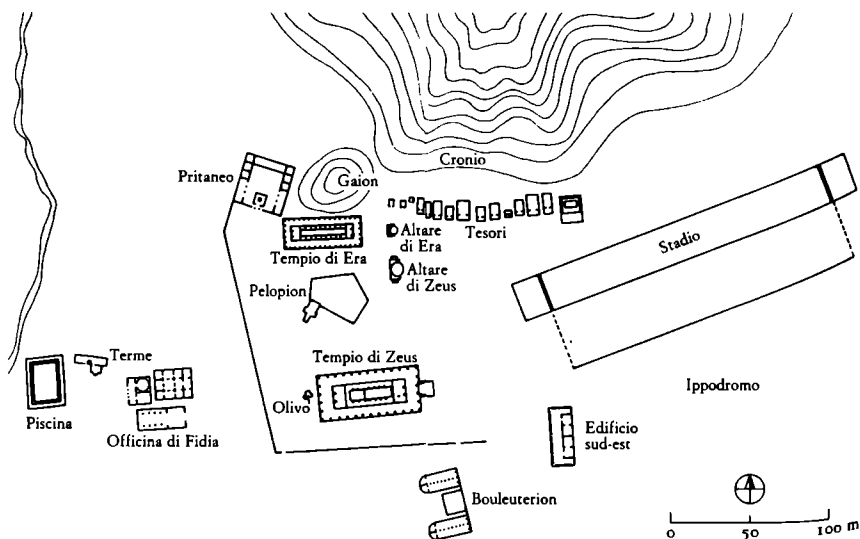 Cronio
Pritaneo
Gaion
Altare
di Era
Tesori
Tempio di Era
Stadio
Altare
di Zeus
Pelopion
Terme
Tempio di Zeus
Ippodromo
Olivo
Piscina
Officina di Fidia
Edificio
sud-est
Bouleuterion
0 50 100 m